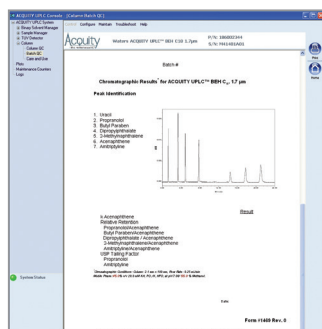 ACQUITY UPLC Console - [Column Batch QC]
Configure Maintain Troubleshoot Help
ACQUITY UPLC System
Binary Solvent Manager
Sample Manager
TUV Detector
Column
Column QC
Batch QC
Care and Use
Plots
Maintenance Counters
Logs
System Status
Acquity
Waters ACQUITY UPLC™ BEH C18 1.7µm
P/N: 186002344
Print
Batch #
Chromatographic Results* for ACQUITY UPLC™ BEH C18, 1.7 µm
Peak Identification
1. Uracil
2. Propranolol
3. Butyl Paraben
4. Dipropylphthalate
5. 2-Methylnaphthalene
6. Acenaphthene
7. Amitriptyline
Result
k Acenaphthene
Relative Retention
Propranolol/Acenaphthene
Butyl Paraben/Acenaphthene
Dipropylphthalate / Acenaphthene
2-Methylnaphthalene/Acenaphthene
Amitriptyline/Acenaphthene
USP Tailing Factor
Propranolol
Amitriptyline
Form #1489 Rev. 0